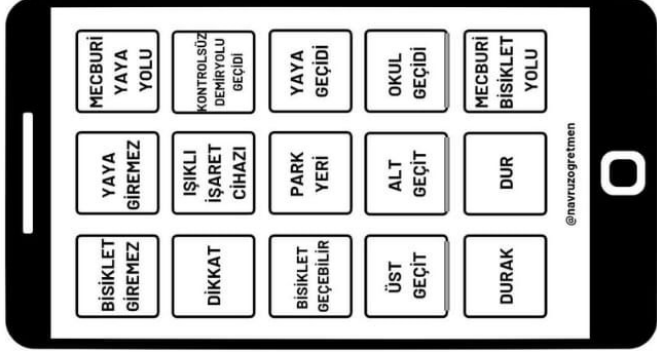 BİSİKLET
GİREMEZ
YAYA
GİREMEZ
MECBURİ
YAYA
YOLU
DİKKAT
IŞIKLI
İŞARET
CİHAZI
KONTROLSÜZ
DEMİRYOLU
GEÇİDİ
BİSİKLET
GEÇEBİLİR
PARK
YERİ
YAYA
GEÇİDİ
ÜST
GEÇİT
ALT
GEÇİT
OKUL
GEÇİDİ
DURAK
DUR
MECBURİ
BİSİKLET
YOLU
@navruzogretmen